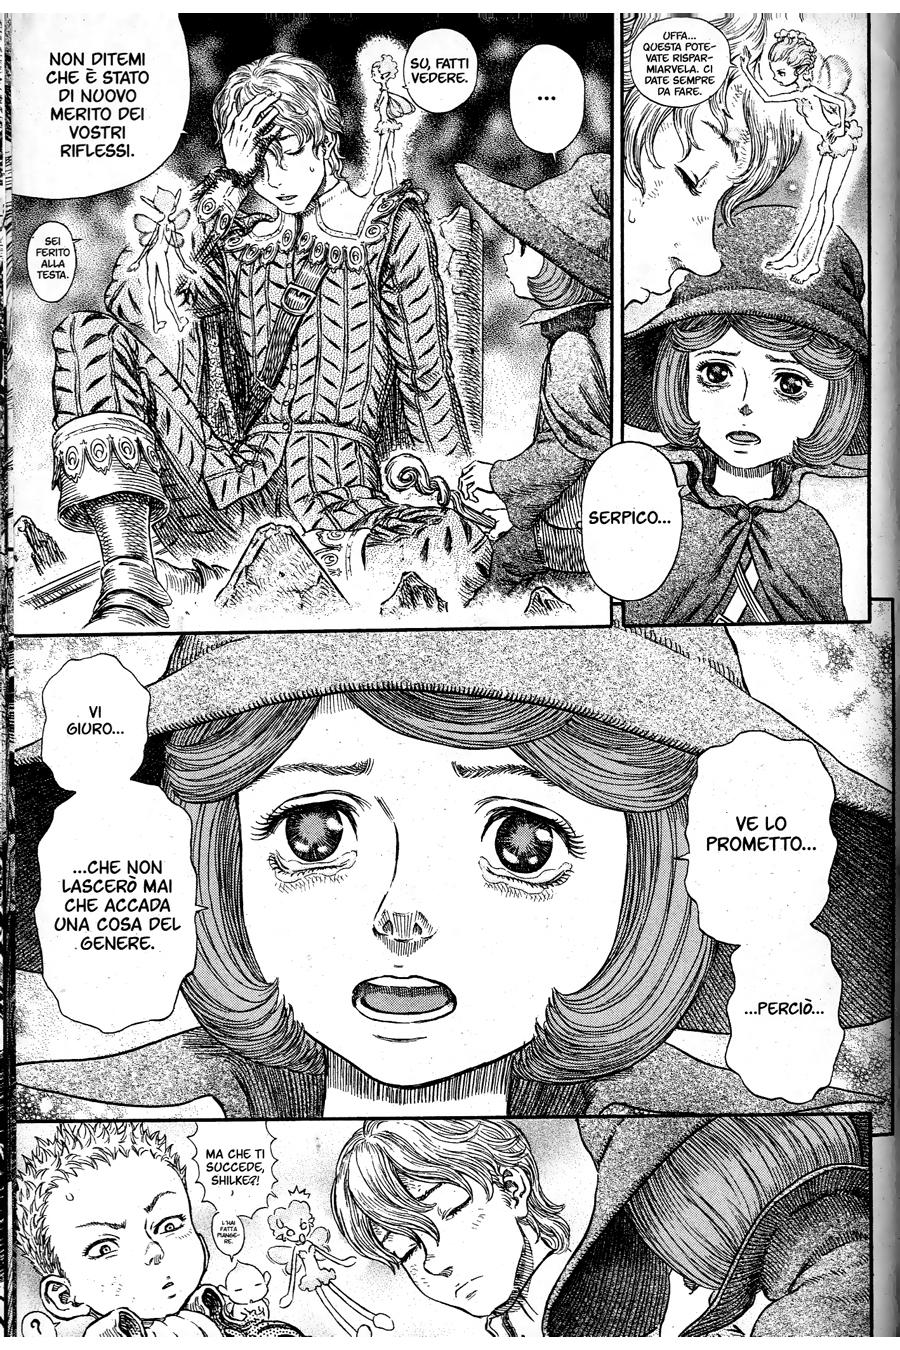 NON DITEMI
CHE È STATO
DI NUOVO
MERITO DEI
VOSTRI
RIFLESSI.
SU, FATTI
VEDERE.
SEI
FERITO
ALLA
TESTA.
...
UFFA...
QUESTA POTE-
VATE RISPAR-
MIARVELA. CI
DATE SEMPRE
DA FARE.
SERPICO...
VI
GIURO...
...CHE NON
LASCERÒ MAI
CHE ACCADA
UNA COSA DEL
GENERE.
VE LO
PROMETTO...
...PERCIÒ...
MA CHE TI
SUCCEDE,
SHILKE?!
L'HAI
FATTA
PIANGE-
RE.
?